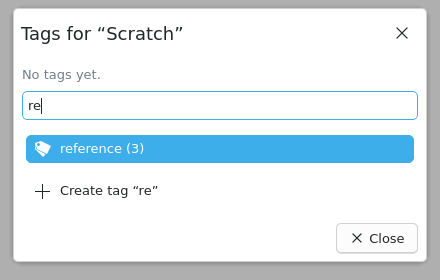 Tags for “Scratch”
No tags yet.
re
reference (3)
Create tag “re”
Close